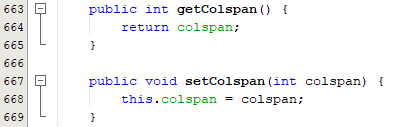 663 public int getColspan() {
664 return colspan;
665 }
666
667 public void setColspan(int colspan) {
668 this.colspan = colspan;
669 }